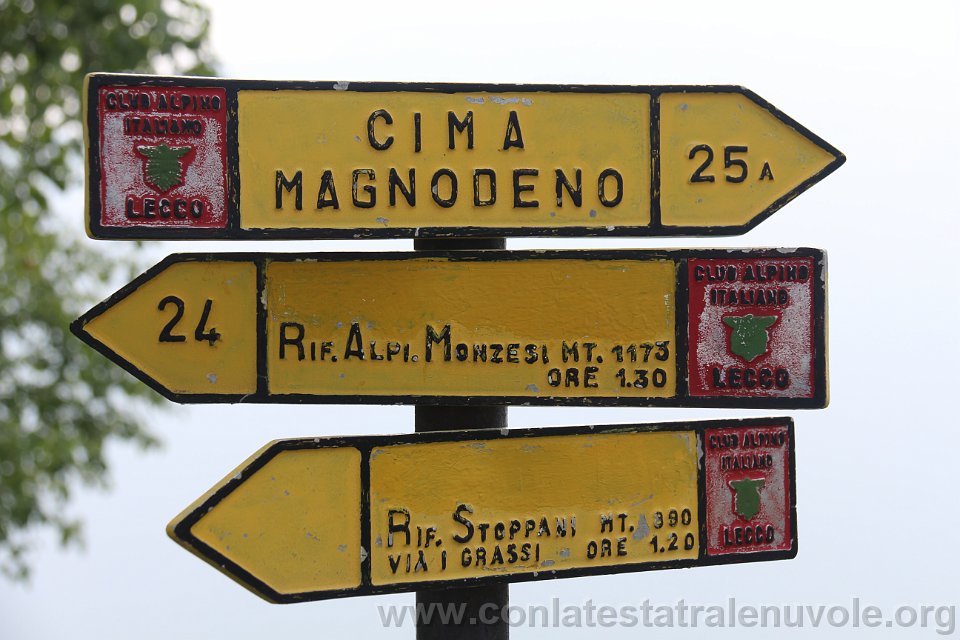 CLUB ALPINO
ITALIANO
LECCO
CIMA
MAGNODENO
25 A
24
RIF. ALPI. MONZESI MT. 1173
ORE 1.30
CLUB ALPINO
ITALIANO
LECCO
RIF. STOPPANI MT. 890
VIA I GRASSI ORE 1.20
CLUB ALPINO
ITALIANO
LECCO
www.conlatestatralenuvole.org